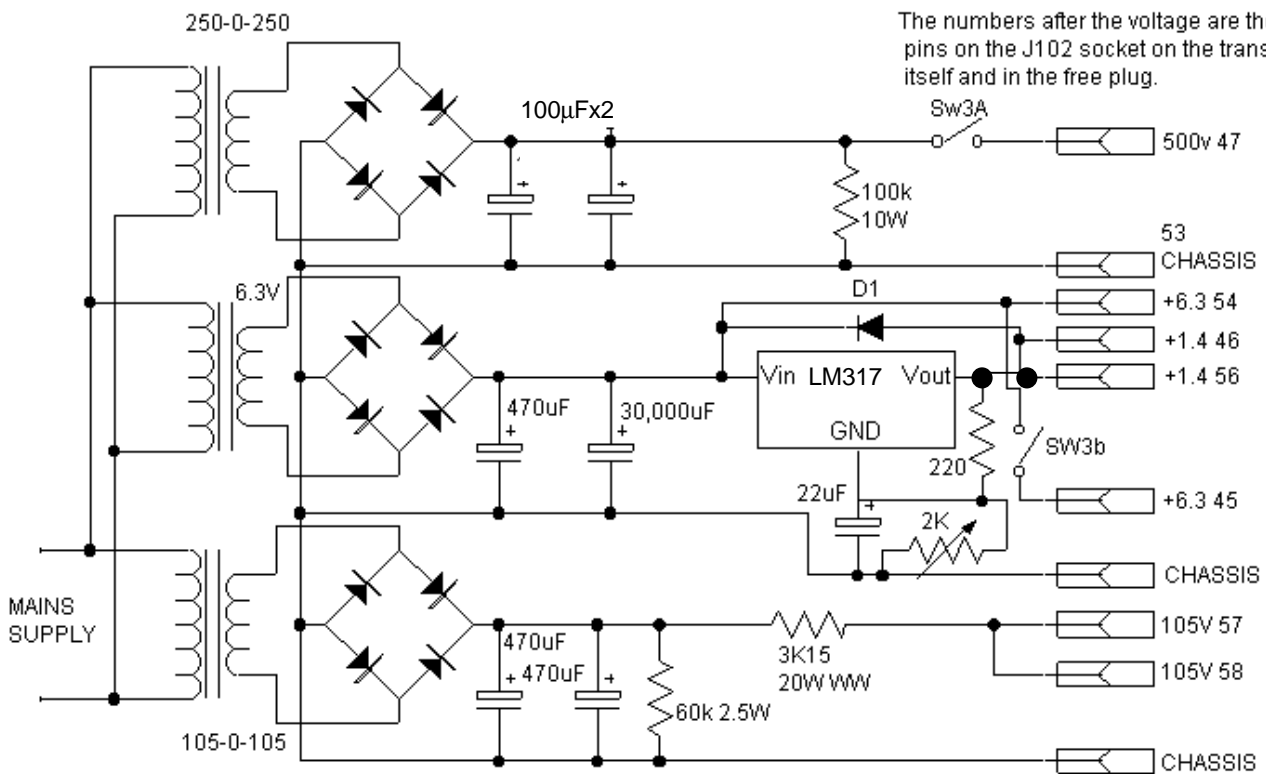 250-0-250
The numbers after the voltage are
pins on the J102 socket on the
itself and in the free plug.
100µFx2
Sw3A
500v 47
100k
10W
53
CHASSIS
6.3V
D1
+6.3 54
+1.4 46
Vin LM317 Vout
+1.4 56
470uF
30,000uF
GND
220
SW3b
22uF
+6.3 45
2K
CHASSIS
MAINS
SUPPLY
105V 57
470uF
3K15
20W WW
470uF
105V 58
60k 2.5W
105-0-105
CHASSIS